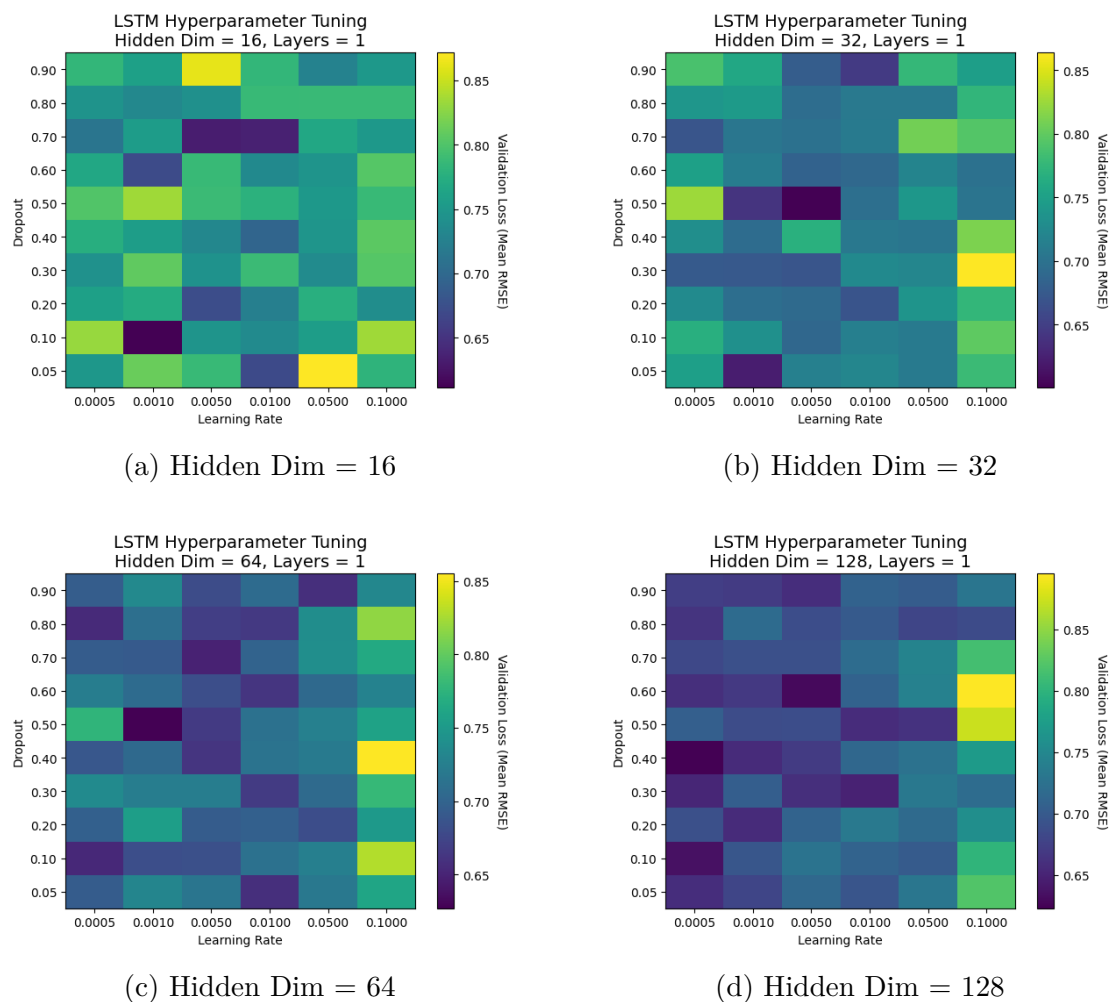 LSTM Hyperparameter Tuning
Hidden Dim = 16, Layers = 1
0.90
0.80
0.70
0.60
0.50
0.40
0.30
0.20
0.10
0.05
Dropout
0.0005 0.0010 0.0050 0.0100 0.0500 0.1000
Learning Rate
0.85
0.80
0.75
0.70
0.65
Validation Loss (Mean RMSE)
(a) Hidden Dim = 16
LSTM Hyperparameter Tuning
Hidden Dim = 32, Layers = 1
0.90
0.80
0.70
0.60
0.50
0.40
0.30
0.20
0.10
0.05
Dropout
0.0005 0.0010 0.0050 0.0100 0.0500 0.1000
Learning Rate
0.85
0.80
0.75
0.70
0.65
Validation Loss (Mean RMSE)
(b) Hidden Dim = 32
LSTM Hyperparameter Tuning
Hidden Dim = 64, Layers = 1
0.90
0.80
0.70
0.60
0.50
0.40
0.30
0.20
0.10
0.05
Dropout
0.0005 0.0010 0.0050 0.0100 0.0500 0.1000
Learning Rate
0.85
0.80
0.75
0.70
0.65
Validation Loss (Mean RMSE)
(c) Hidden Dim = 64
LSTM Hyperparameter Tuning
Hidden Dim = 128, Layers = 1
0.90
0.80
0.70
0.60
0.50
0.40
0.30
0.20
0.10
0.05
Dropout
0.0005 0.0010 0.0050 0.0100 0.0500 0.1000
Learning Rate
0.85
0.80
0.75
0.70
0.65
Validation Loss (Mean RMSE)
(d) Hidden Dim = 128